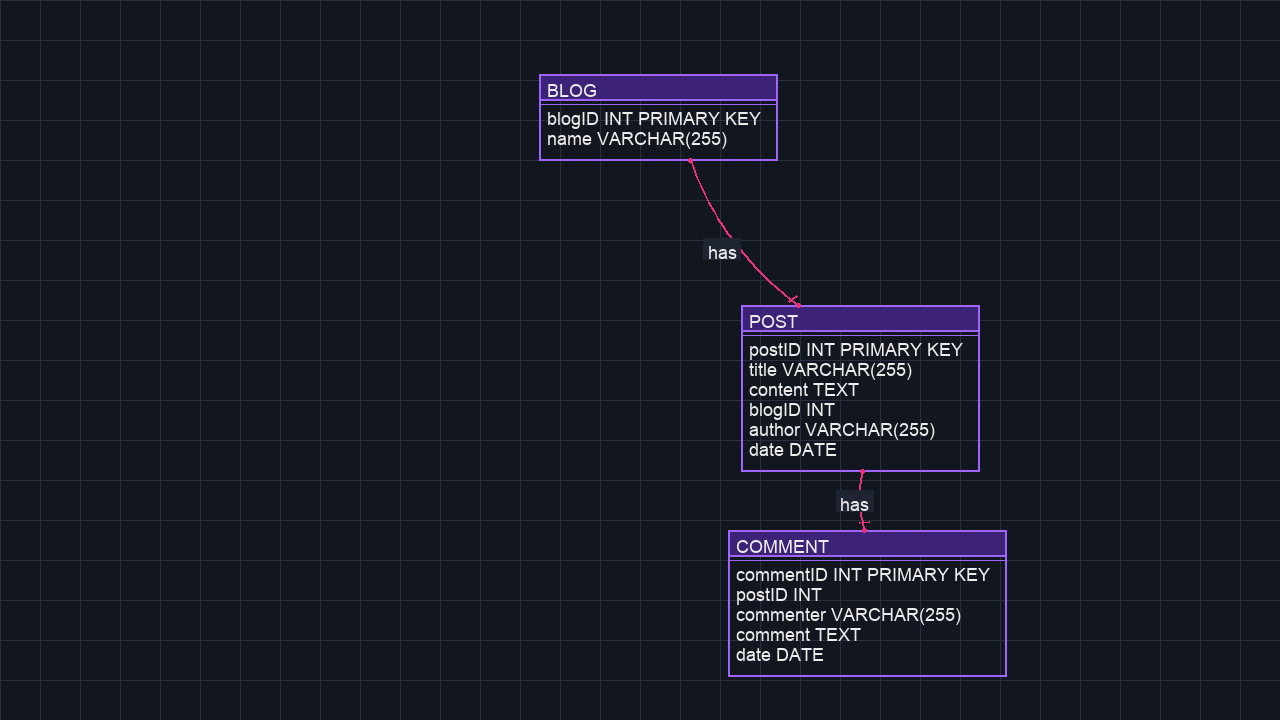 BLOG
blogID INT PRIMARY KEY
name VARCHAR(255)
has
POST
postID INT PRIMARY KEY
title VARCHAR(255)
content TEXT
blogID INT
author VARCHAR(255)
date DATE
has
COMMENT
commentID INT PRIMARY KEY
postID INT
commenter VARCHAR(255)
comment TEXT
date DATE